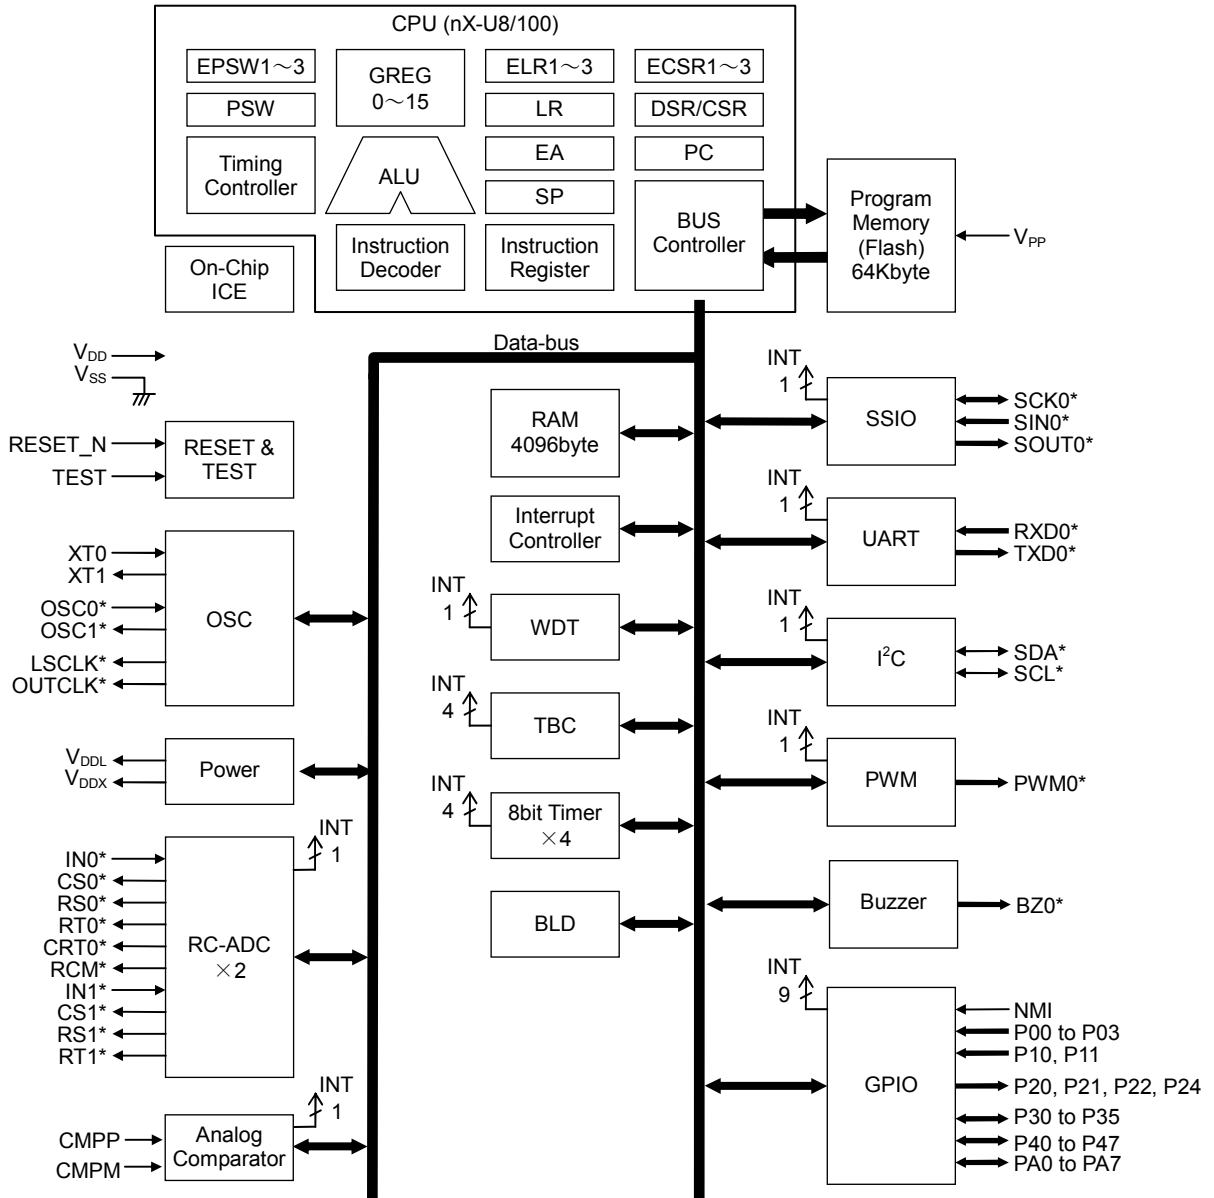 CPU (nX-U8/100)
EPSW1～3
GREG
0～15
ELR1～3
ECSR1～3
PSW
LR
DSR/CSR
Timing
Controller
ALU
EA
PC
SP
BUS
Controller
Instruction
Decoder
Instruction
Register
Program
Memory
(Flash)
64Kbyte
VPP
On-Chip
ICE
Data-bus
VDD
VSS
RESET_N
TEST
RESET &
TEST
XT0
XT1
OSC0*
OSC1*
LSCLK*
OUTCLK*
OSC
VDDL
VDDX
Power
IN0*
CS0*
RS0*
RT0*
CRT0*
RCM*
IN1*
CS1*
RS1*
RT1*
RC-ADC
×2
INT
1
CMPP
CMPM
Analog
Comparator
INT
1
RAM
4096byte
Interrupt
Controller
INT
1
WDT
INT
4
TBC
INT
4
8bit Timer
×4
BLD
INT
1
SSIO
SCK0*
SIN0*
SOUT0*
INT
1
UART
RXD0*
TXD0*
INT
1
I²C
SDA*
SCL*
INT
1
PWM
PWM0*
Buzzer
BZ0*
INT
9
GPIO
NMI
P00 to P03
P10, P11
P20, P21, P22, P24
P30 to P35
P40 to P47
PA0 to PA7